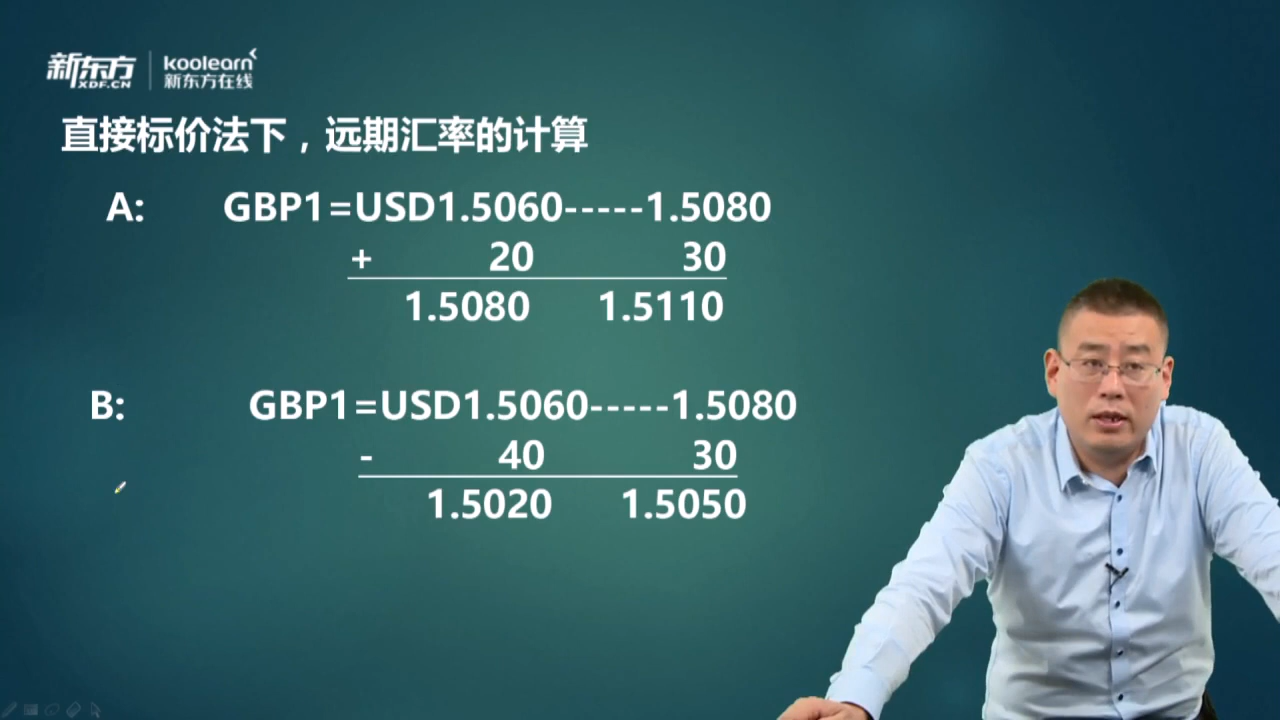 新东方 XDF.CN koolearn 新东方在线
直接标价法下，远期汇率的计算
A: GBP1=USD1.5060-----1.5080
+ 20 30
1.5080 1.5110
B: GBP1=USD1.5060-----1.5080
- 40 30
1.5020 1.5050